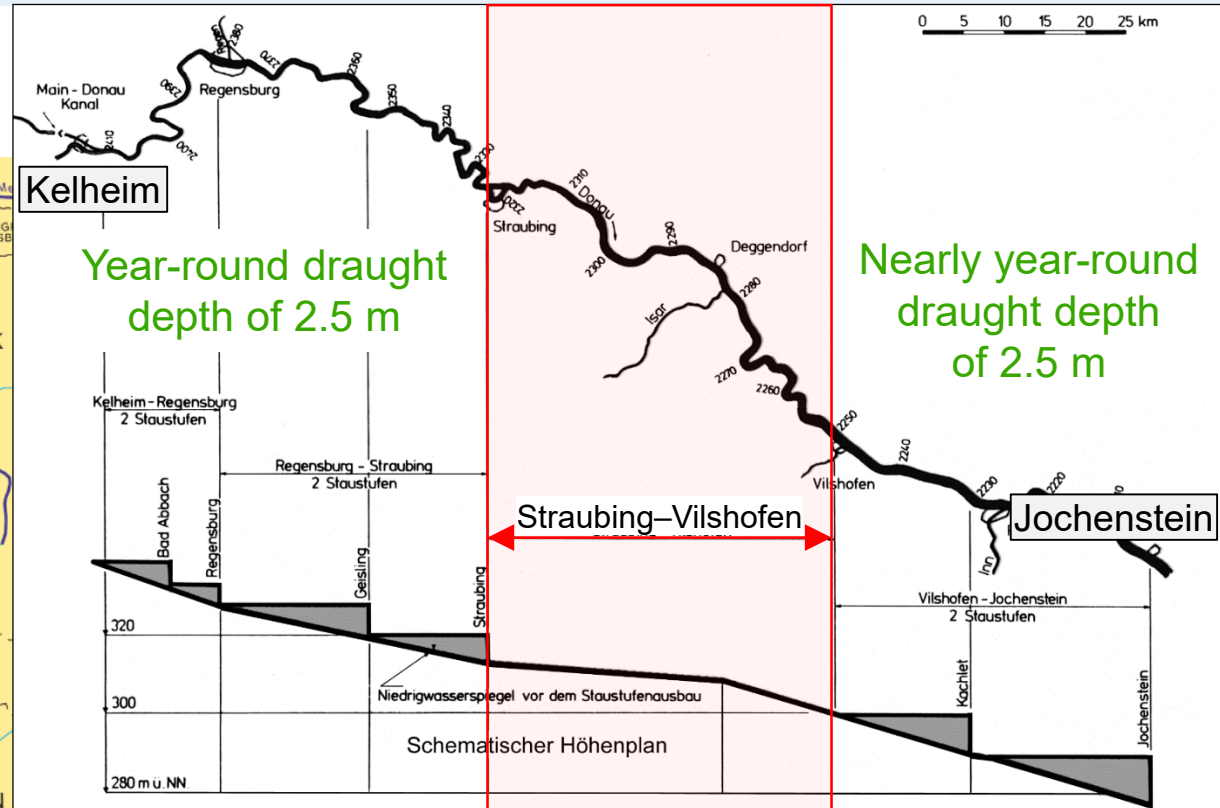 0 5 10 15 20 25 km
Main - Donau
Kanal
Regen
Regensburg
2410
2400
2390
2380
2370
2360
2350
2340
2330
2320
2310
2300
2290
2280
2270
2260
2250
2240
2230
2220
Kelheim
Straubing
Donau
Deggendorf
Isar
Vilshofen
Inn
Jochenstein
Year-round draught
depth of 2.5 m
Nearly year-round
draught depth
of 2.5 m
Kelheim-Regensburg
2 Staustufen
Regensburg - Straubing
2 Staustufen
Straubing–Vilshofen
Vilshofen - Jochenstein
2 Staustufen
Bad Abbach
Regensburg
Geisling
Straubing
Kachlet
Jochenstein
320
Niedrigwasserspiegel vor dem Staustufenausbau
300
Schematischer Höhenplan
280 m ü. NN.